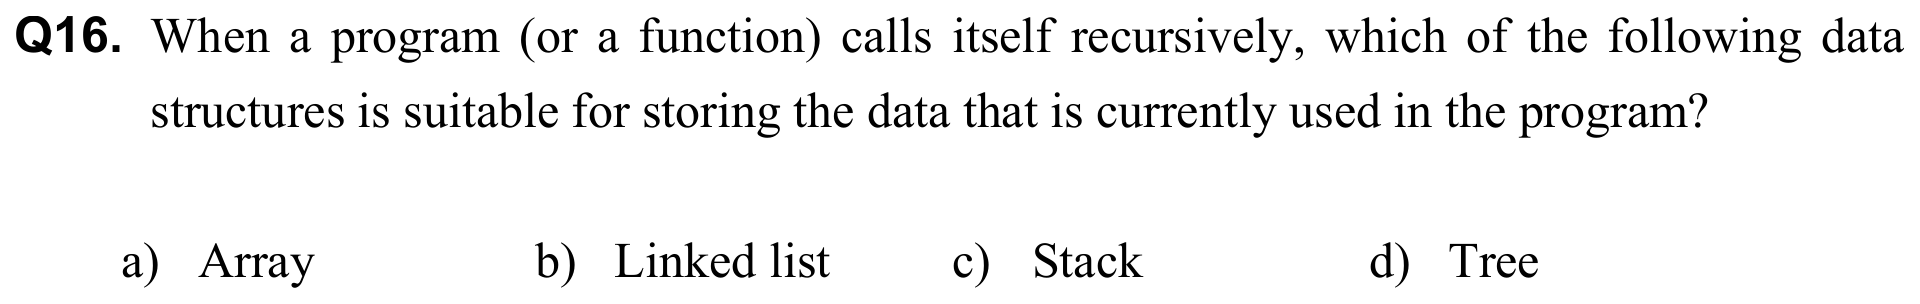 Q16. When a program (or a function) calls itself recursively, which of the following data
structures is suitable for storing the data that is currently used in the program?
a) Array b) Linked list c) Stack d) Tree